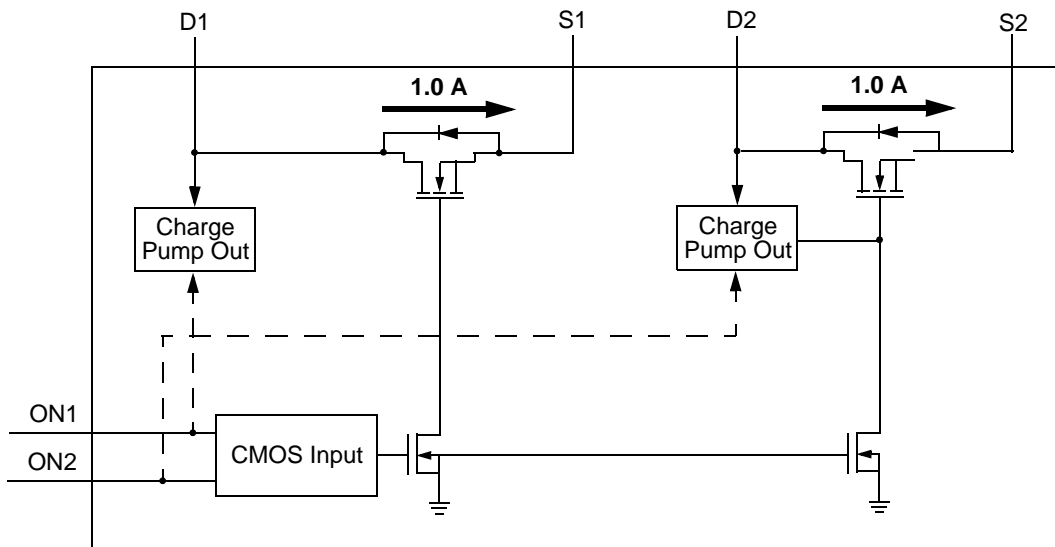 D1
S1
D2
S2
1.0 A
1.0 A
Charge
Pump Out
Charge
Pump Out
ON1
ON2
CMOS Input